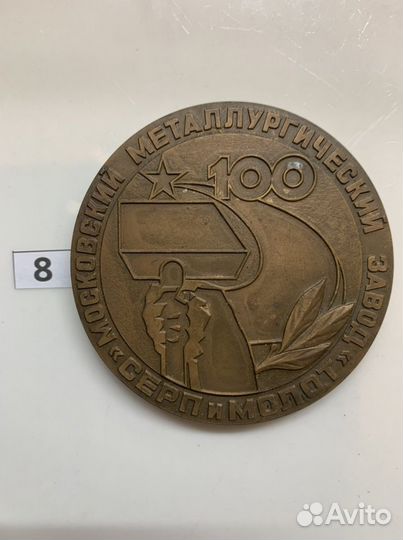 МОСКОВСКИЙ МЕТАЛЛУРГИЧЕСКИЙ ЗАВОД
«СЕРП И МОЛОТ»
100
8
Avito